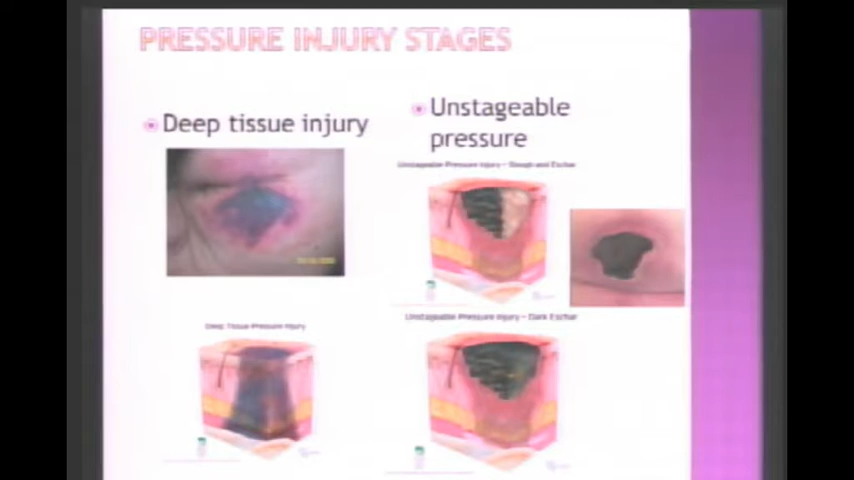 PRESSURE INJURY STAGES
Deep tissue injury
Unstageable
pressure
Unstageable Pressure Injury - Slough and Eschar
Deep Tissue Pressure Injury
Unstageable Pressure Injury - Dark Eschar